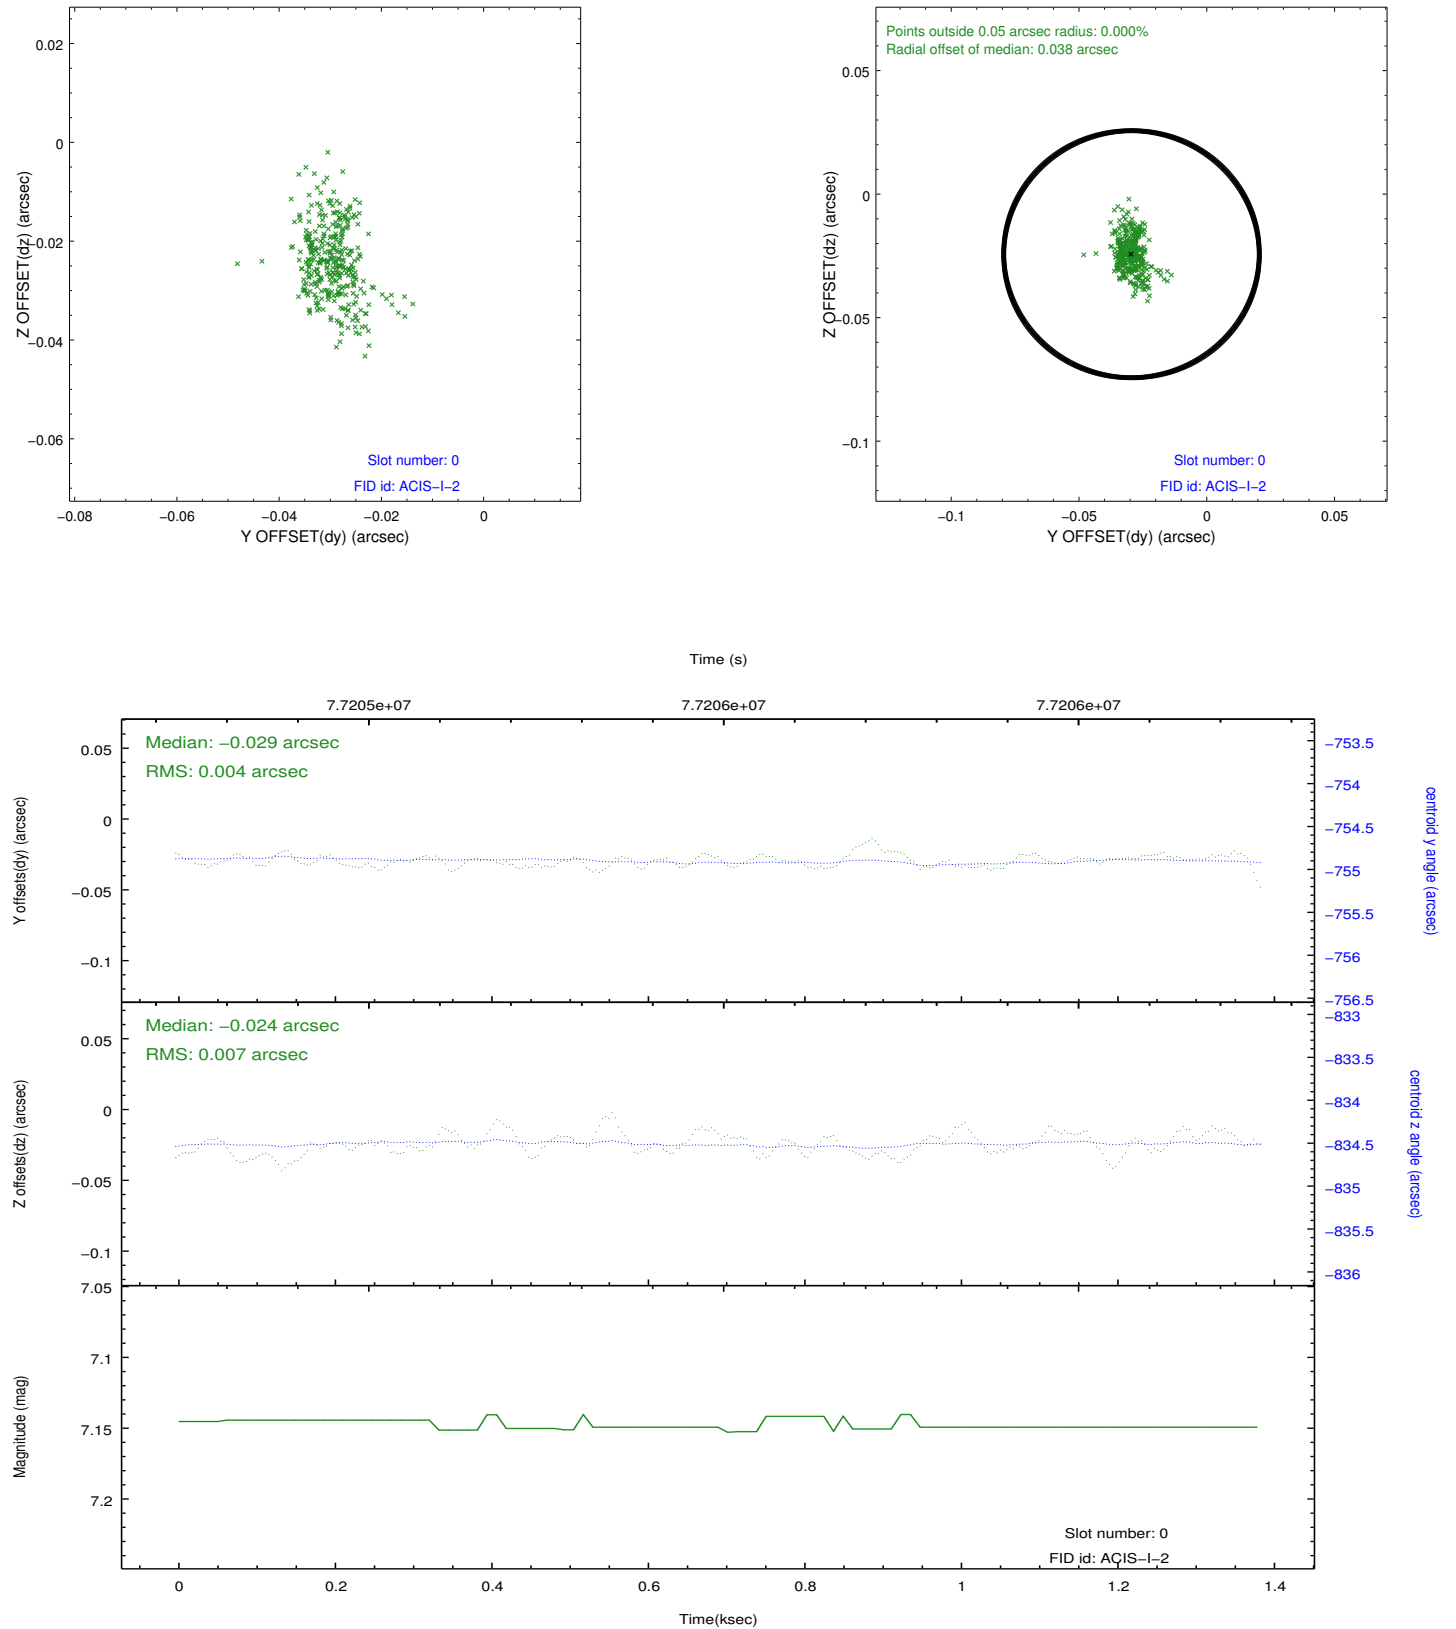 0.02
0
−0.02
−0.04
−0.06
Z OFFSET(dz) (arcsec)
Slot number: 0
FID id: ACIS−I−2
−0.08 −0.06 −0.04 −0.02 0
Y OFFSET(dy) (arcsec)
Points outside 0.05 arcsec radius: 0.000%
Radial offset of median: 0.038 arcsec
0.05
0
−0.05
−0.1
Z OFFSET(dz) (arcsec)
Slot number: 0
FID id: ACIS−I−2
−0.1 −0.05 0 0.05
Y OFFSET(dy) (arcsec)
Time (s)
7.7205e+07 7.7206e+07 7.7206e+07
Median: −0.029 arcsec
RMS: 0.004 arcsec
0.05
0
−0.05
−0.1
Y offsets(dy) (arcsec)
−753.5
−754
−754.5
−755
−755.5
−756
−756.5
centroid y angle (arcsec)
Median: −0.024 arcsec
RMS: 0.007 arcsec
0.05
0
−0.05
−0.1
Z offsets(dz) (arcsec)
−833
−833.5
−834
−834.5
−835
−835.5
−836
centroid z angle (arcsec)
7.05
7.1
7.15
7.2
Magnitude (mag)
Slot number: 0
FID id: ACIS−I−2
0 0.2 0.4 0.6 0.8 1 1.2 1.4
Time(ksec)